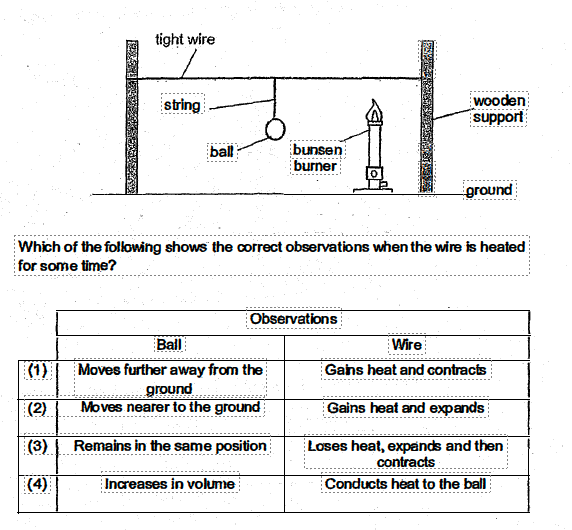 tight wire
string
wooden
support
ball
bunsen
burner
ground
Which of the following shows the correct observations when the wire is heated
for some time?
Observations
Ball Wire
(1) Moves further away from the ground Gains heat and contracts
(2) Moves nearer to the ground Gains heat and expands
(3) Remains in the same position Loses heat, expands and then contracts
(4) Increases in volume Conducts heat to the ball